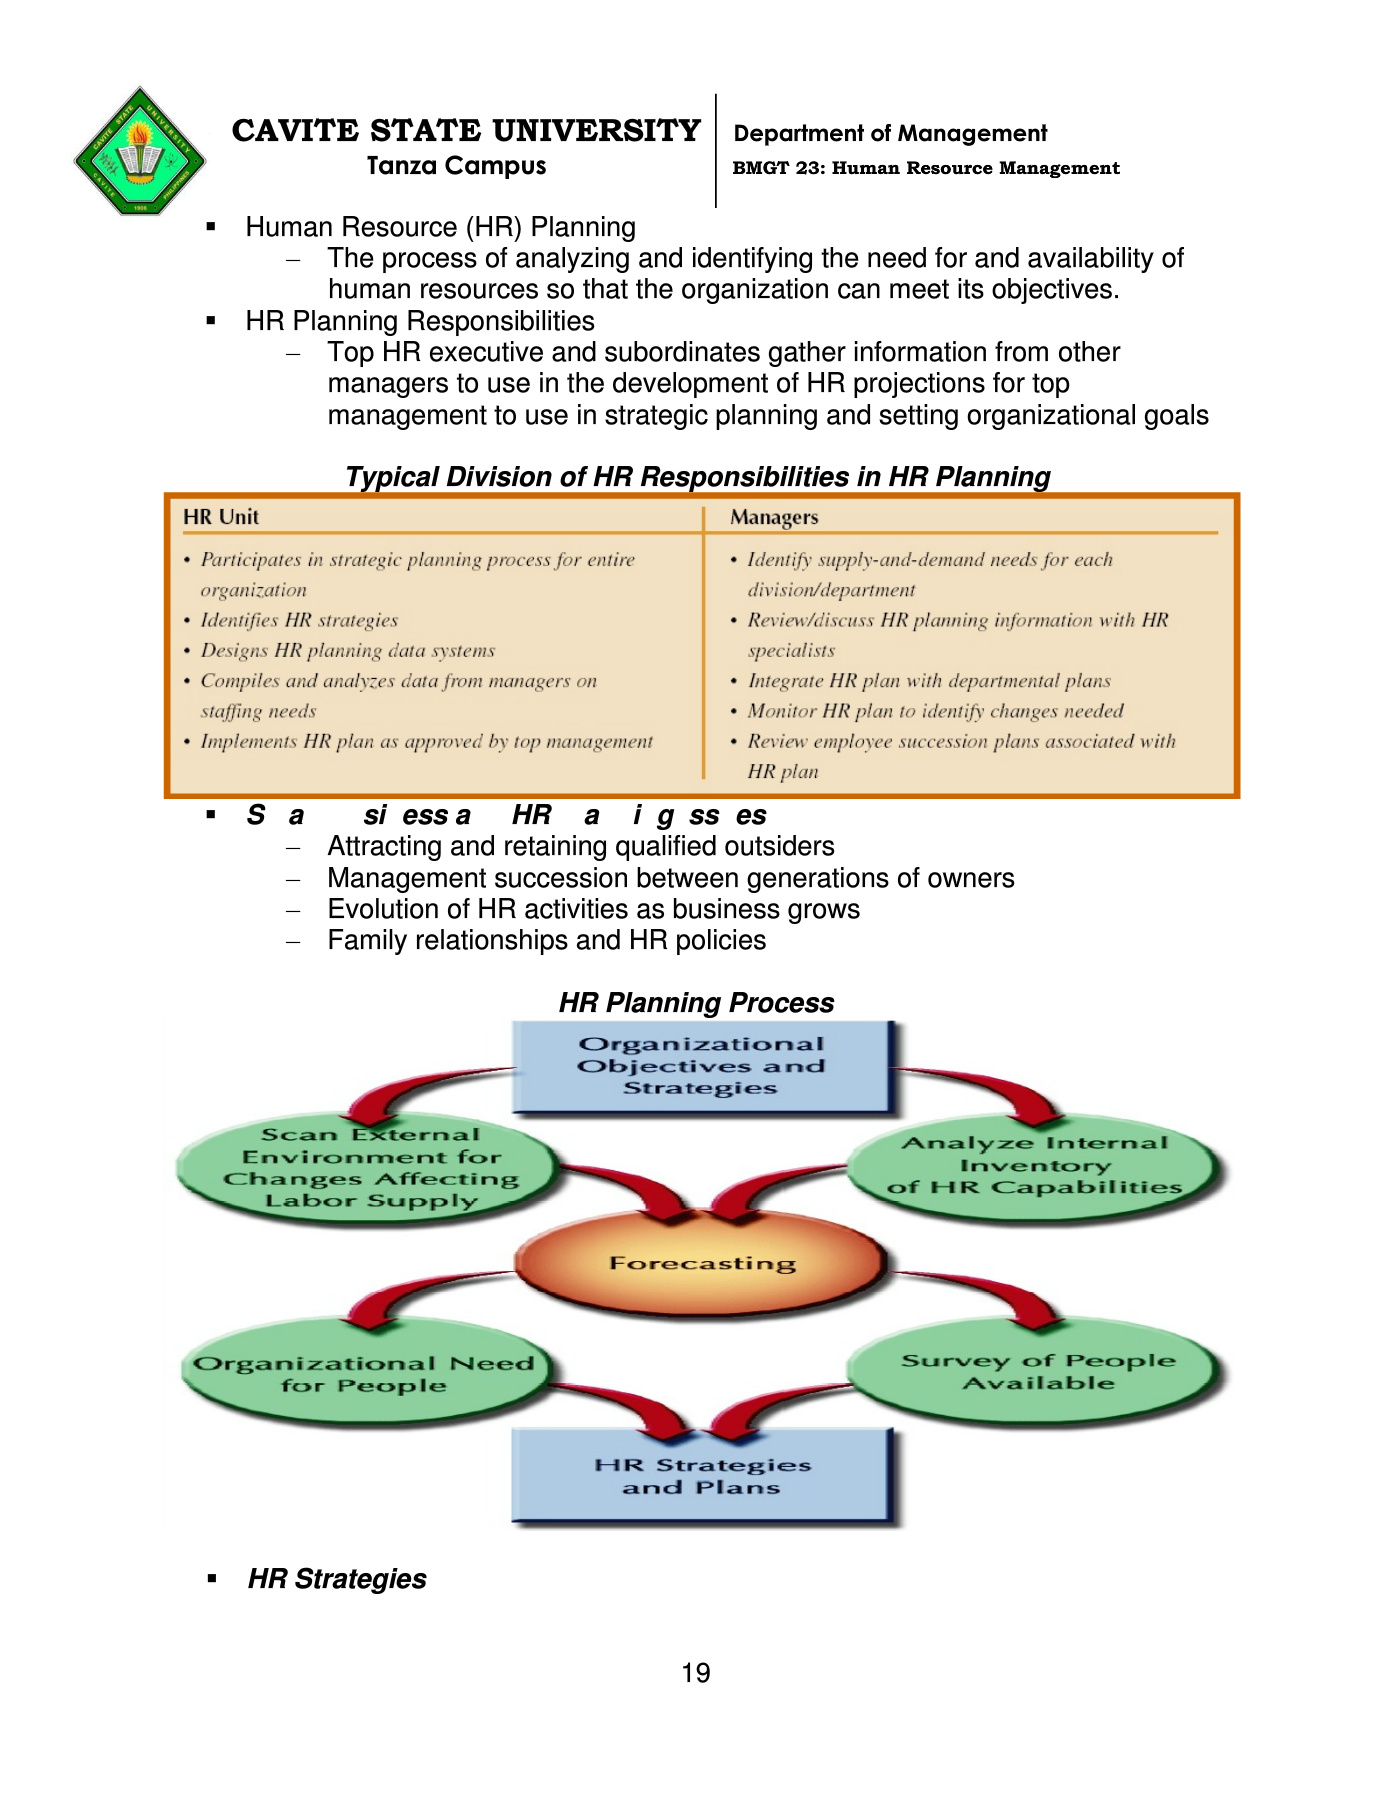 CAVITE STATE UNIVERSITY
Tanza Campus
Department of Management
BMGT 23: Human Resource Management
CAVITE STATE UNIVERSITY
CAVITE PHILIPPINES
1906
▪ Human Resource (HR) Planning
– The process of analyzing and identifying the need for and availability of
human resources so that the organization can meet its objectives.
▪ HR Planning Responsibilities
– Top HR executive and subordinates gather information from other
managers to use in the development of HR projections for top
management to use in strategic planning and setting organizational goals
Typical Division of HR Responsibilities in HR Planning
HR Unit
• Participates in strategic planning process for entire
organization
• Identifies HR strategies
• Designs HR planning data systems
• Compiles and analyzes data from managers on
staffing needs
• Implements HR plan as approved by top management
Managers
• Identify supply-and-demand needs for each
division/department
• Review/discuss HR planning information with HR
specialists
• Integrate HR plan with departmental plans
• Monitor HR plan to identify changes needed
• Review employee succession plans associated with
HR plan
▪ S a si ess a HR a i g ss es
– Attracting and retaining qualified outsiders
– Management succession between generations of owners
– Evolution of HR activities as business grows
– Family relationships and HR policies
HR Planning Process
Organizational
Objectives and
Strategies
Scan External
Environment for
Changes Affecting
Labor Supply
Analyze Internal
Inventory
of HR Capabilities
Forecasting
Organizational Need
for People
Survey of People
Available
HR Strategies
and Plans
▪ HR Strategies
19